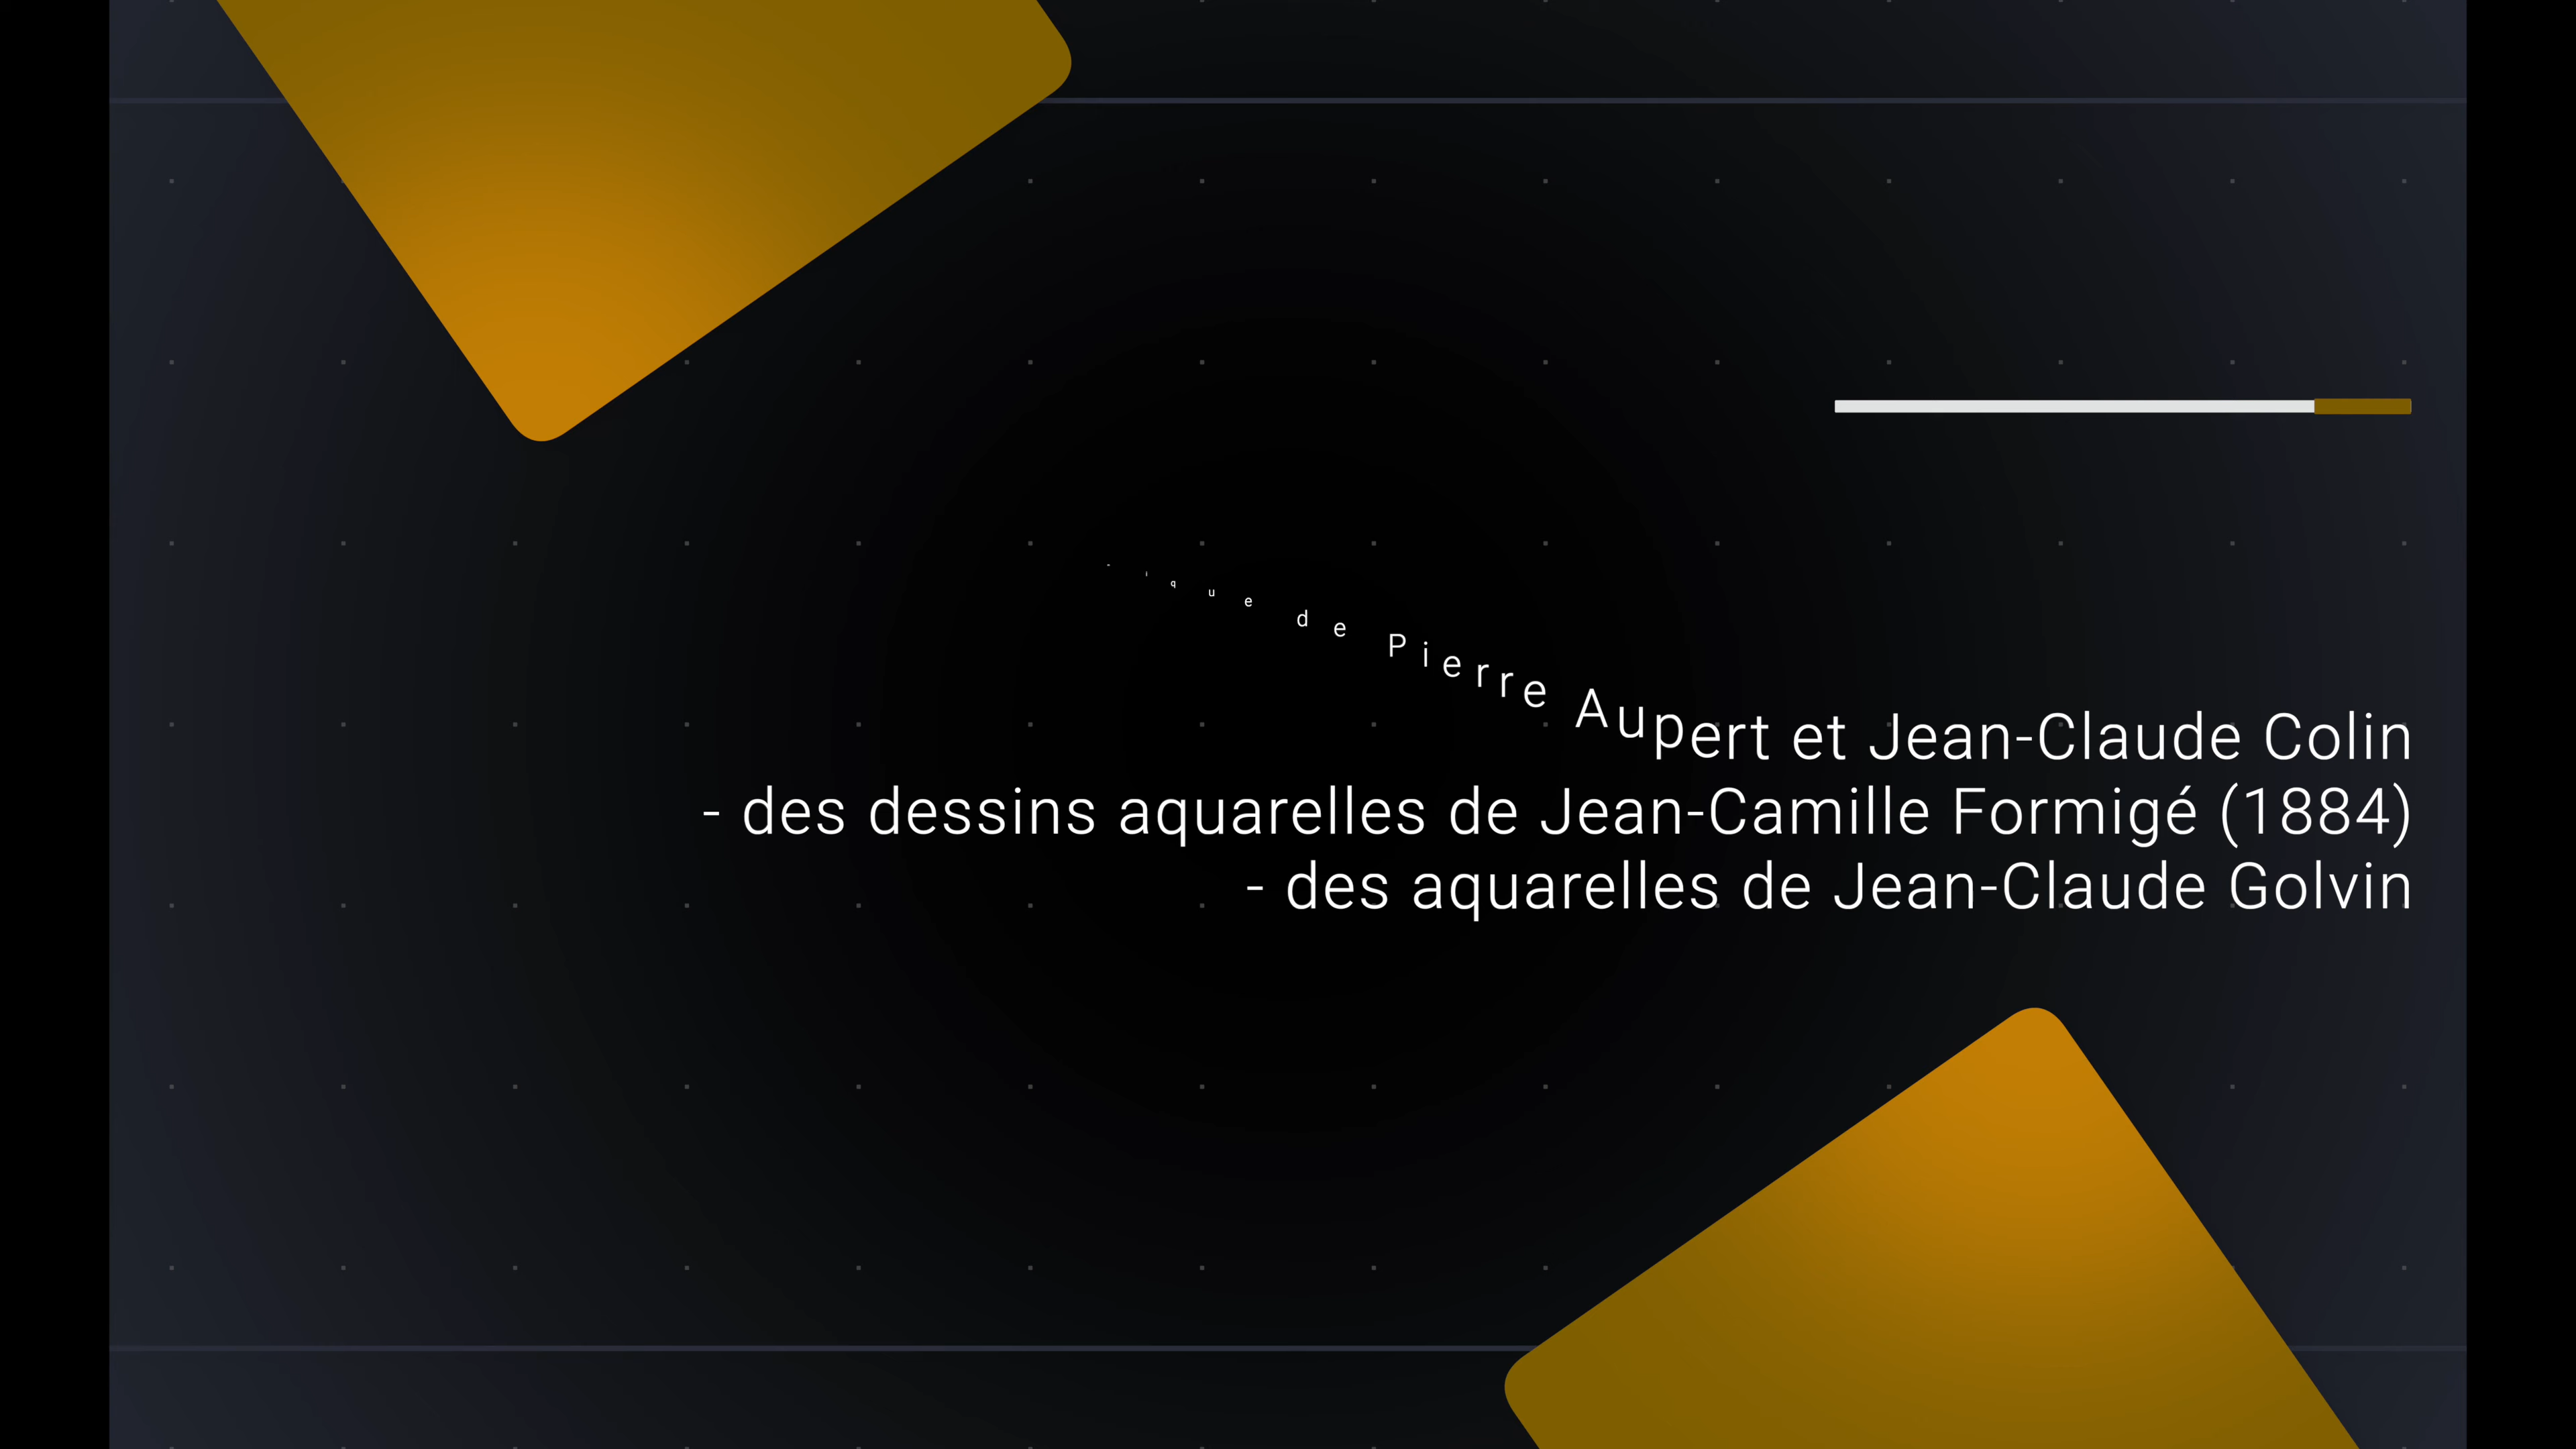 de Pierre Aupert et Jean-Claude Colin
- des dessins aquarelles de Jean-Camille Formigé (1884)
- des aquarelles de Jean-Claude Golvin